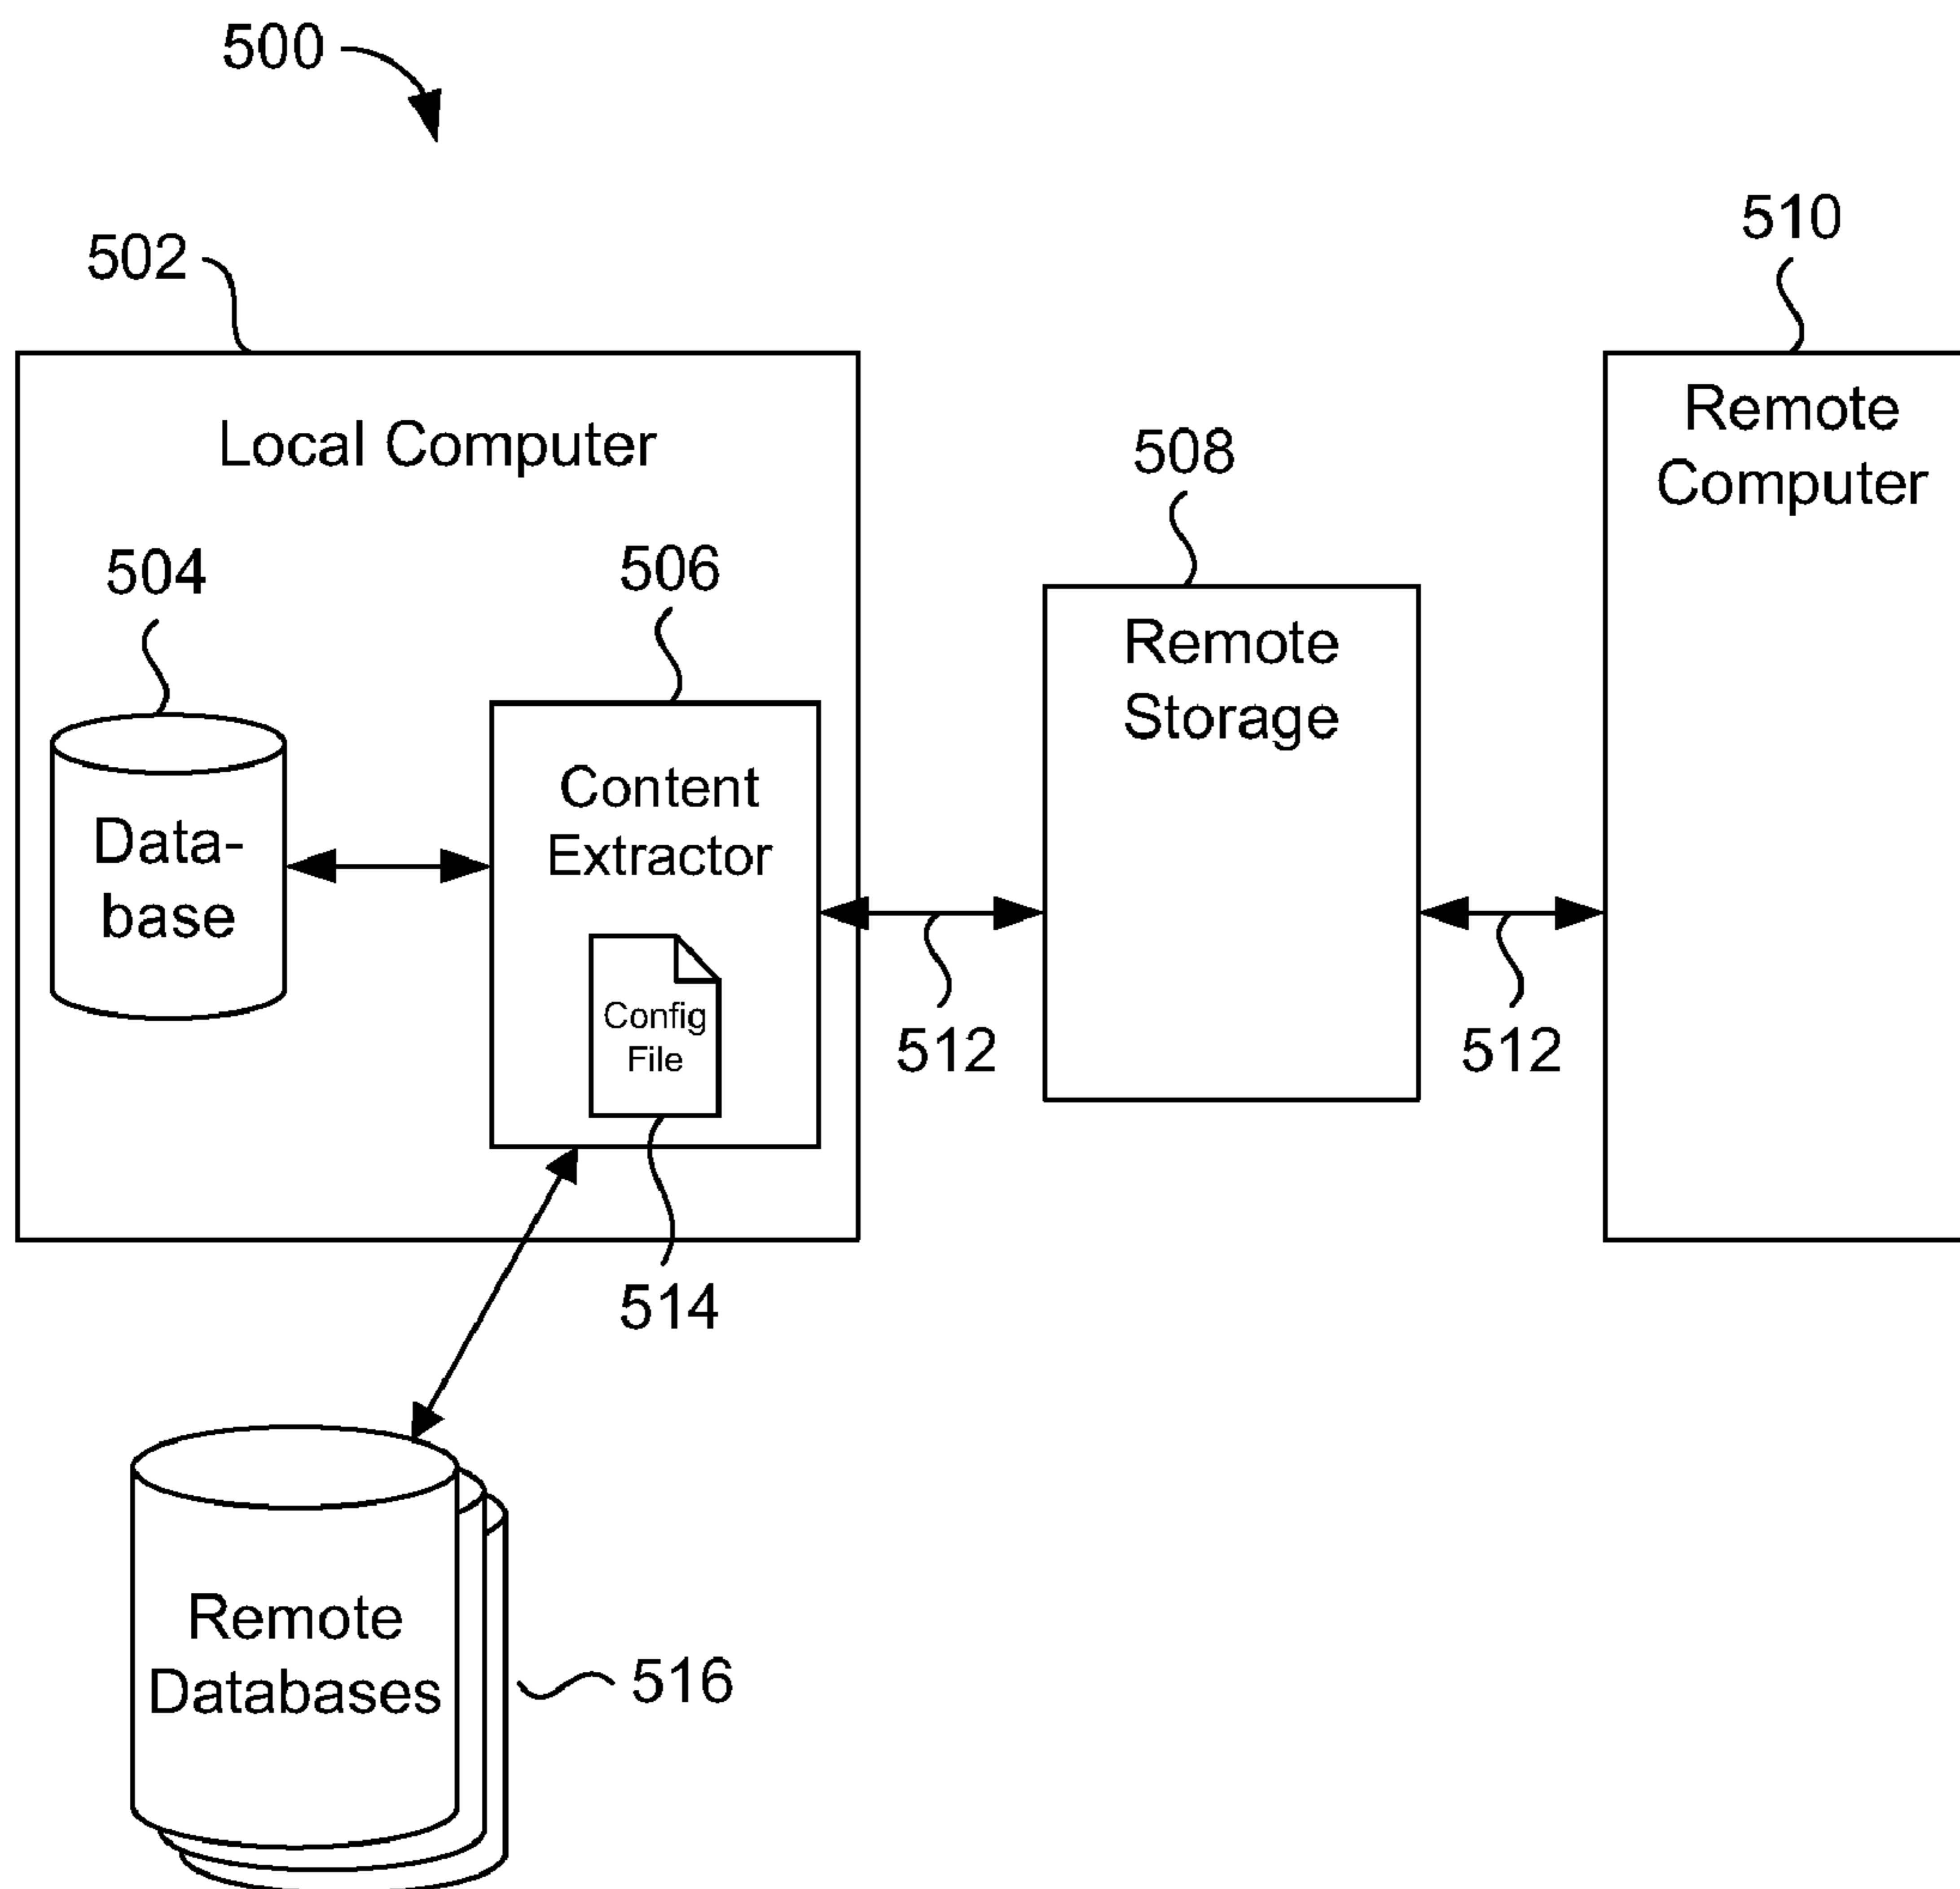 500
502
510
Local Computer
Remote
Computer
508
504
506
Remote
Storage
Content
Extractor
Data-
base
Config
File
512
512
514
Remote
Databases
516